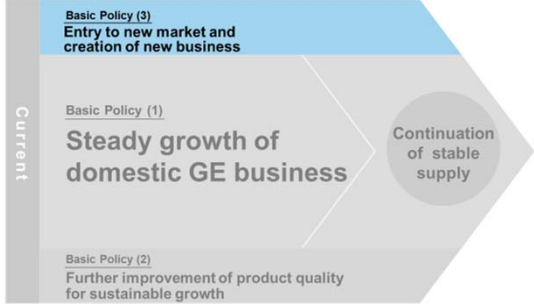 Basic Policy (3)
Entry to new market and
creation of new business
Current
Basic Policy (1)
Steady growth of
domestic GE business
Continuation
of stable
supply
Basic Policy (2)
Further improvement of product quality
for sustainable growth